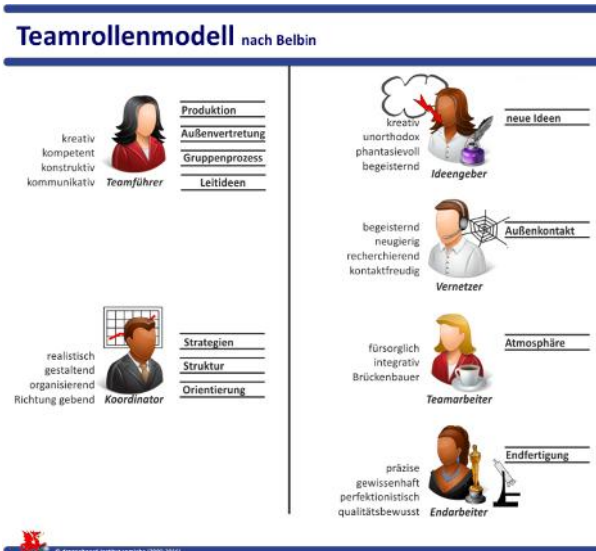 Teamrollenmodell nach Belbin
kreativ
kompetent
konstruktiv
kommunikativ
Teamführer
Produktion
Außenvertretung
Gruppenprozess
Leitideen
realistisch
gestaltend
organisierend
Richtung gebend
Koordinator
Strategien
Struktur
Orientierung
kreativ
unorthodox
phantasievoll
begeisternd
Ideengeber
neue Ideen
begeisternd
neugierig
recherchierend
kontaktfreudig
Vernetzer
Außenkontakt
fürsorglich
integrativ
Brückenbauer
Teamarbeiter
Atmosphäre
präzise
gewissenhaft
perfektionistisch
qualitätsbewusst
Endarbeiter
Endfertigung